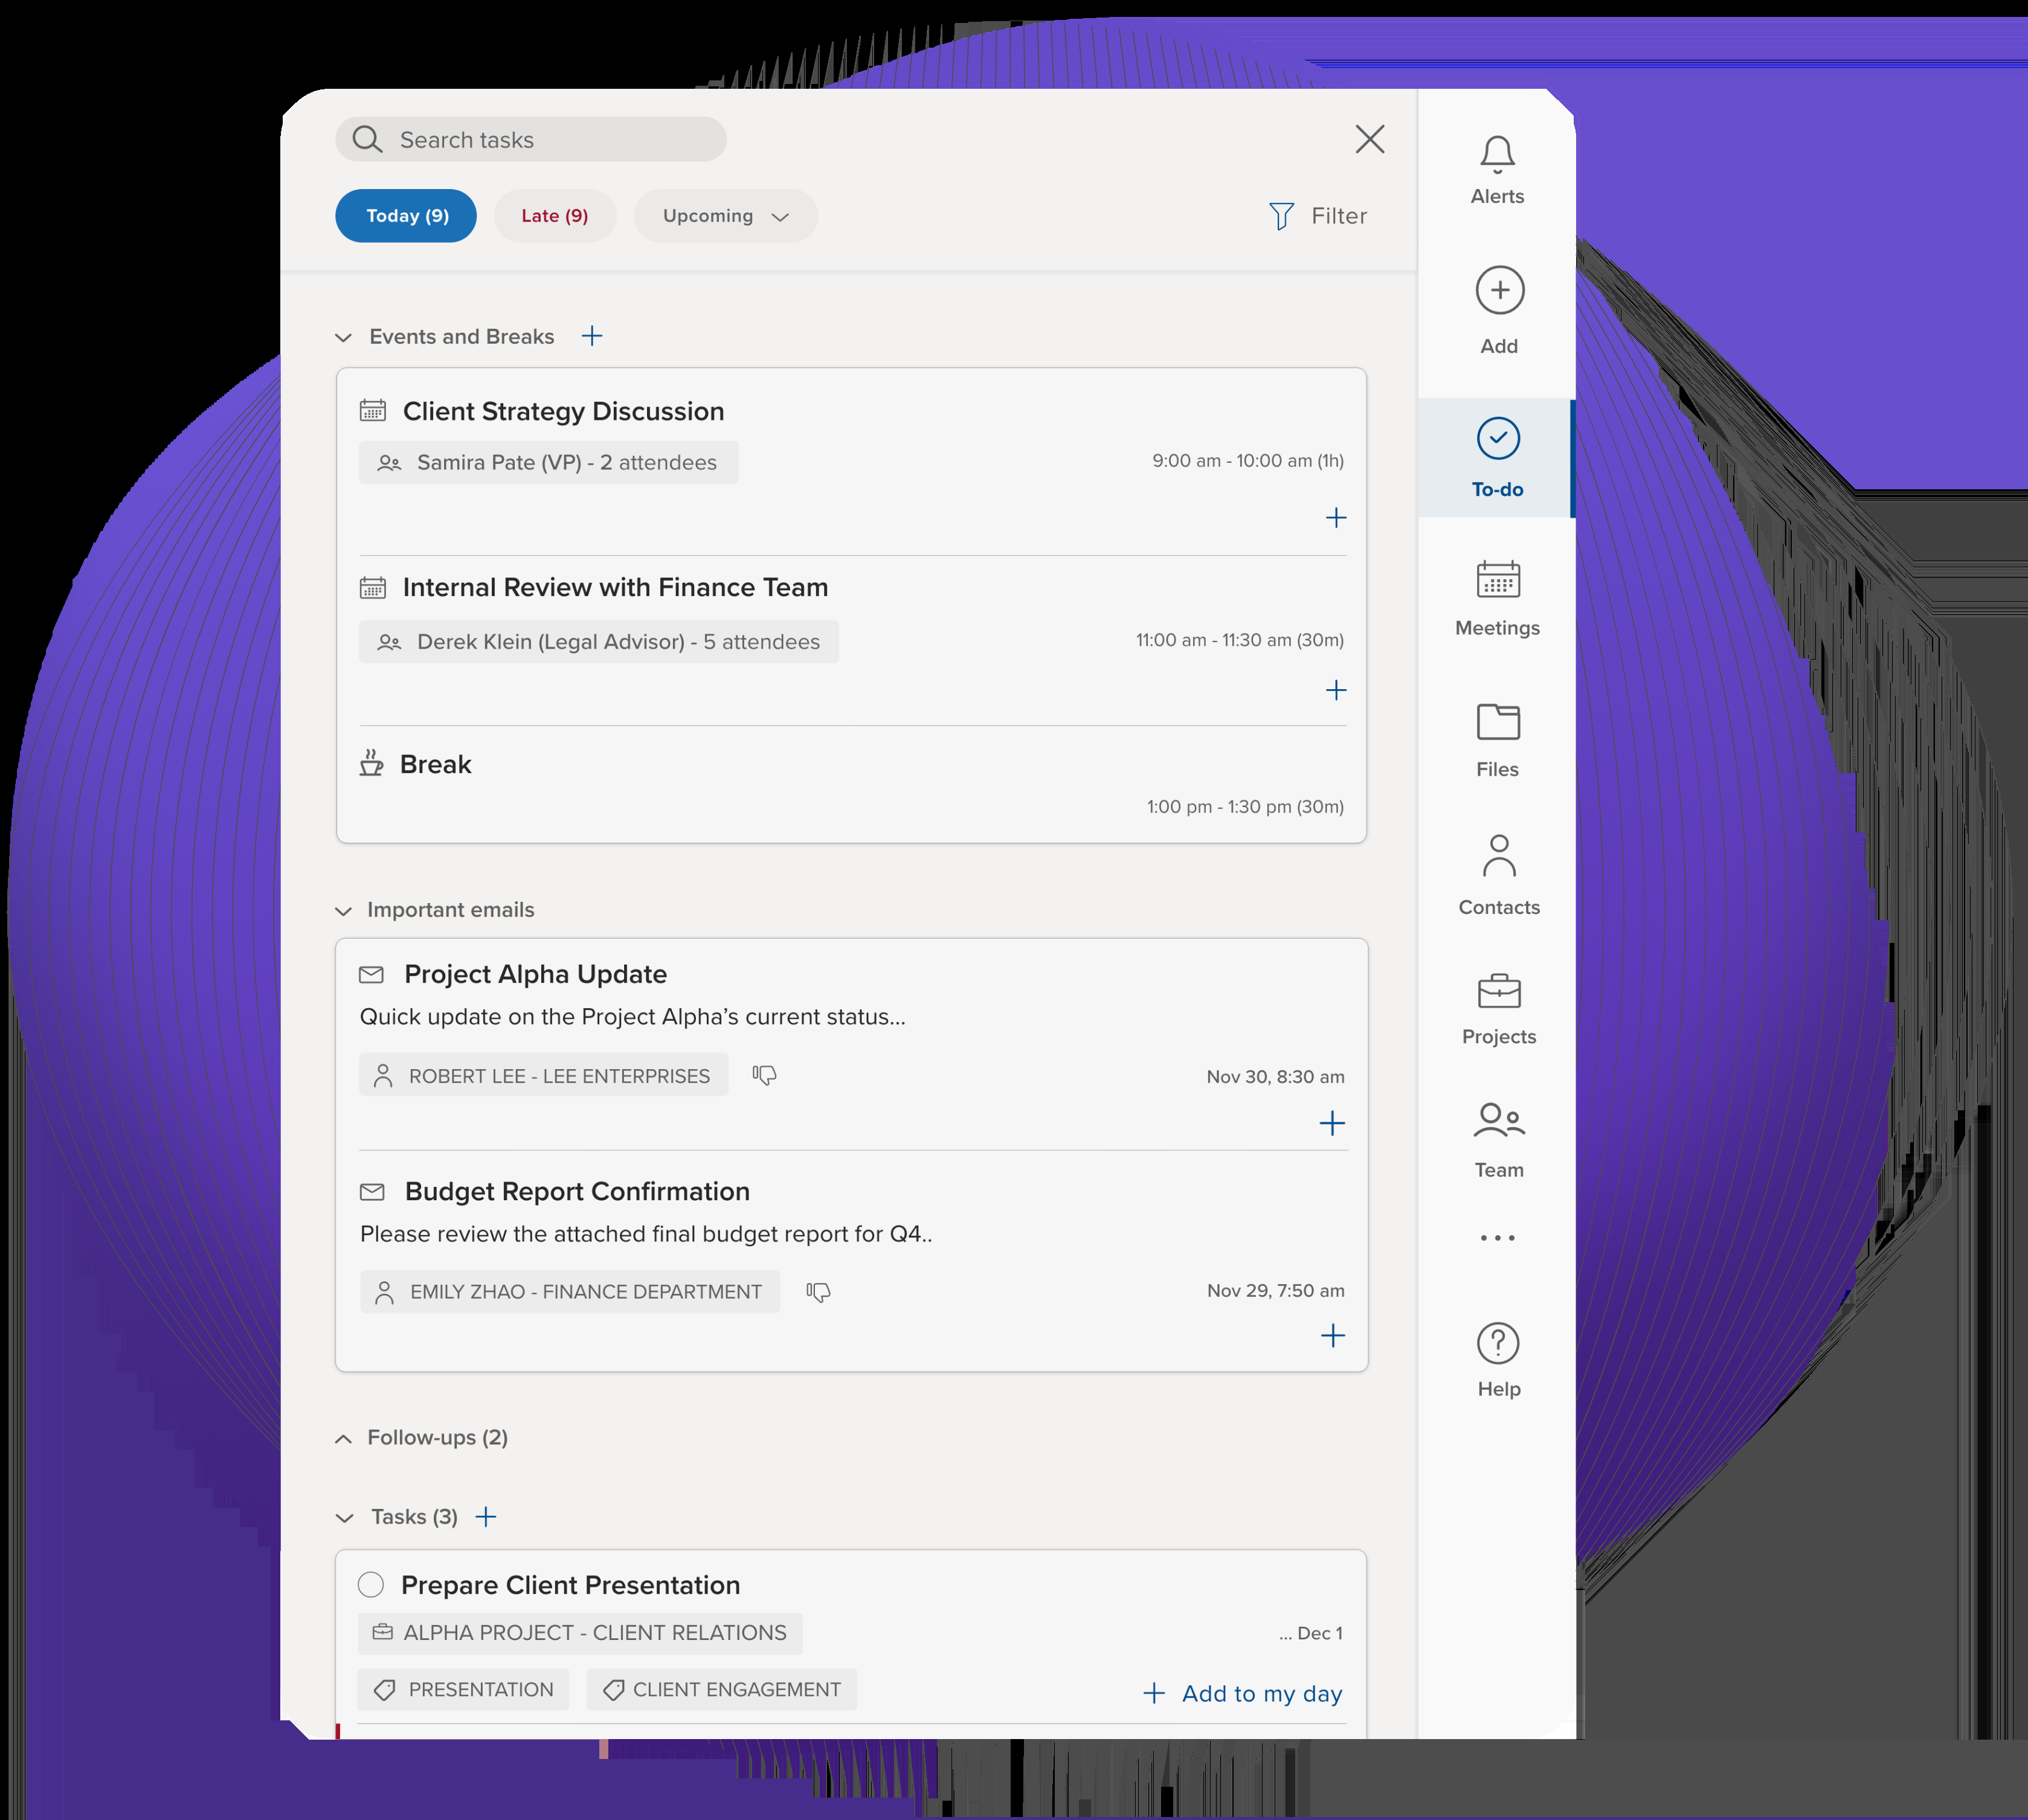 Search tasks
Today (9)
Late (9)
Upcoming
Filter
Events and Breaks
Client Strategy Discussion
Samira Pate (VP) - 2 attendees
9:00 am - 10:00 am (1h)
Internal Review with Finance Team
Derek Klein (Legal Advisor) - 5 attendees
11:00 am - 11:30 am (30m)
Break
1:00 pm - 1:30 pm (30m)
Important emails
Project Alpha Update
Quick update on the Project Alpha’s current status...
ROBERT LEE - LEE ENTERPRISES
Nov 30, 8:30 am
Budget Report Confirmation
Please review the attached final budget report for Q4..
EMILY ZHAO - FINANCE DEPARTMENT
Nov 29, 7:50 am
Follow-ups (2)
Tasks (3)
Prepare Client Presentation
ALPHA PROJECT - CLIENT RELATIONS
... Dec 1
PRESENTATION
CLIENT ENGAGEMENT
Add to my day
Alerts
Add
To-do
Meetings
Files
Contacts
Projects
Team
Help